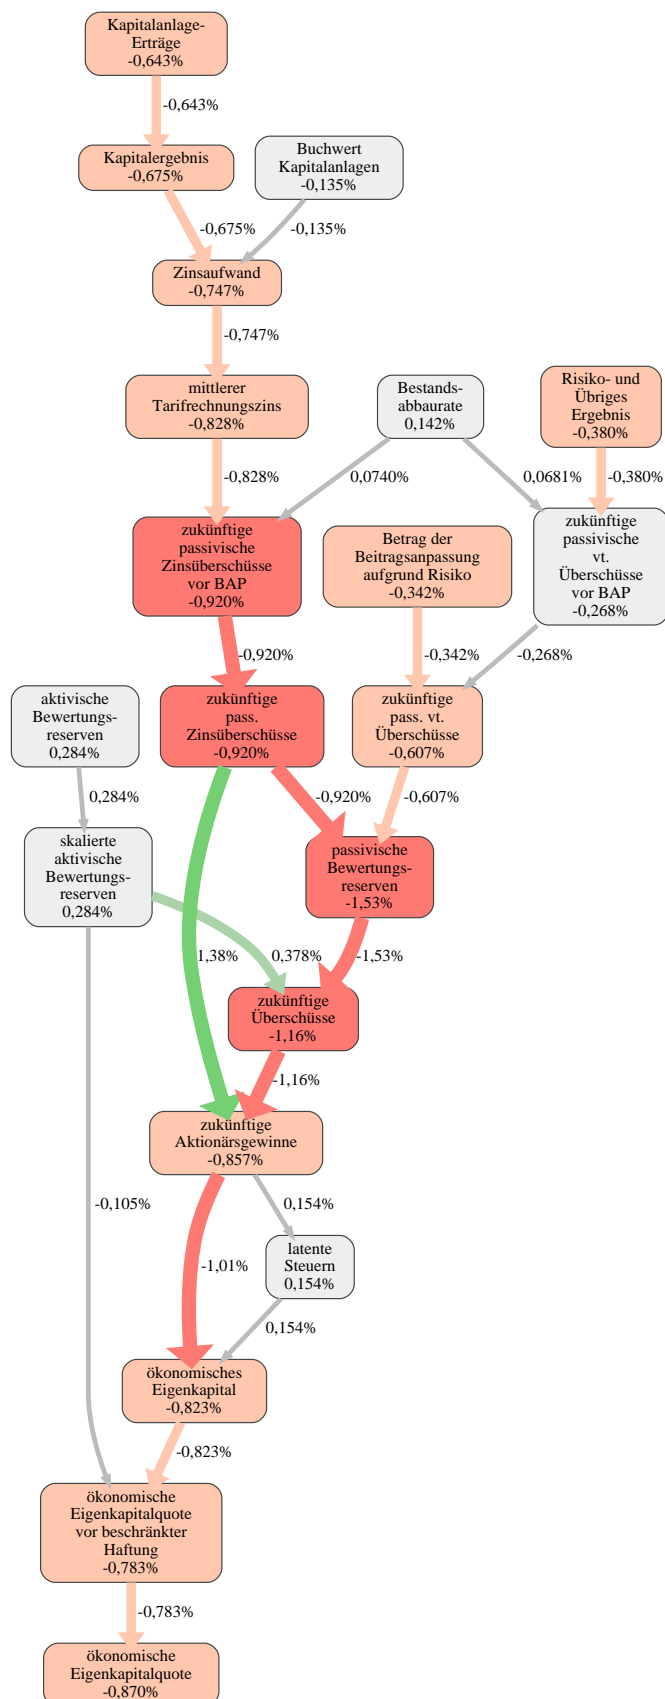 Kapitalanlage-
Erträge
-0,643%
-0,643%
Kapitalergebnis
-0,675%
Buchwert
Kapitalanlagen
-0,135%
-0,675%
-0,135%
Zinsaufwand
-0,747%
-0,747%
mittlerer
Tarifrechnungszins
-0,828%
Bestands-
abbaurate
0,142%
Risiko- und
Übriges
Ergebnis
-0,380%
-0,828%
0,0740%
0,0681%
-0,380%
zukünftige
passivische
Zinsüberschüsse
vor BAP
-0,920%
Betrag der
Beitragsanpassung
aufgrund Risiko
-0,342%
zukünftige
passivische
vt.
Überschüsse
vor BAP
-0,268%
-0,920%
-0,342%
-0,268%
aktivische
Bewertungs-
reserven
0,284%
zukünftige
pass.
Zinsüberschüsse
-0,920%
zukünftige
pass. vt.
Überschüsse
-0,607%
0,284%
-0,920%
-0,607%
skalierte
aktivische
Bewertungs-
reserven
0,284%
passivische
Bewertungs-
reserven
-1,53%
1,38%
0,378%
-1,53%
zukünftige
Überschüsse
-1,16%
-1,16%
zukünftige
Aktionärsgewinne
-0,857%
-0,105%
0,154%
-1,01%
latente
Steuern
0,154%
0,154%
ökonomisches
Eigenkapital
-0,823%
-0,823%
ökonomische
Eigenkapitalquote
vor beschränkter
Haftung
-0,783%
-0,783%
ökonomische
Eigenkapitalquote
-0,870%